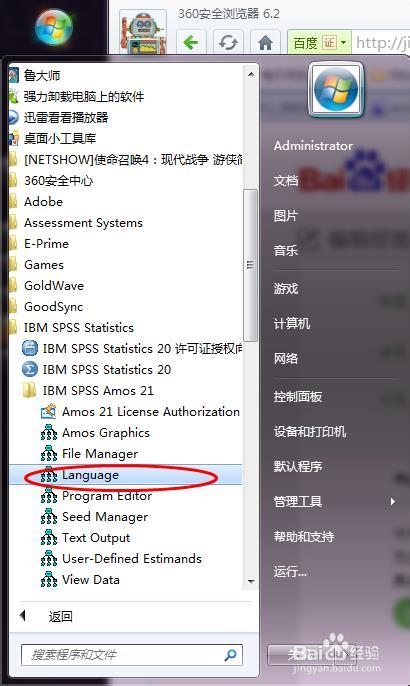 360安全浏览器 6.2
百度
证
http://ji
鲁大师
强力卸载电脑上的软件
迅雷看看播放器
桌面小工具库
[NETSHOW]使命召唤4：现代战争 游侠简
360安全中心
Adobe
Assessment Systems
E-Prime
Games
GoldWave
GoodSync
IBM SPSS Statistics
IBM SPSS Statistics 20 许可证授权向
IBM SPSS Statistics 20
IBM SPSS Amos 21
Amos 21 License Authorization
Amos Graphics
File Manager
Language
Program Editor
Seed Manager
Text Output
User-Defined Estimands
View Data
返回
搜索程序和文件
Administrator
文档
图片
音乐
游戏
计算机
网络
控制面板
设备和打印机
默认程序
管理工具
帮助和支持
运行...
Baidu 经验
jingyan.baidu.com